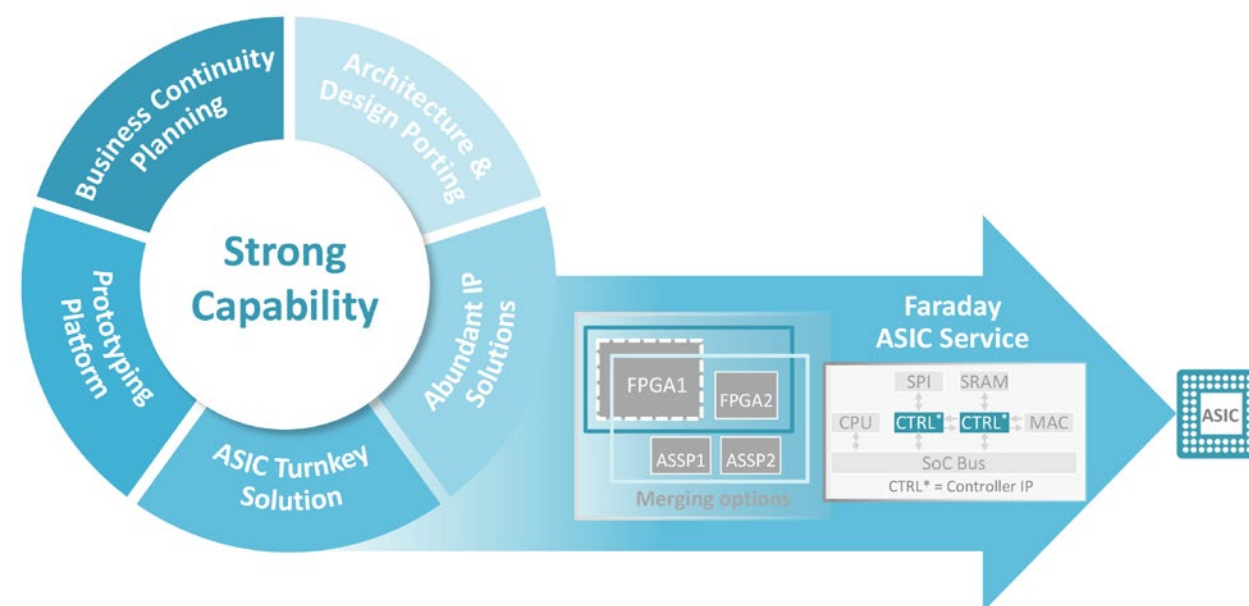 Business Continuity
Planning
Architecture &
Design Porting
Strong
Capability
Prototyping
Platform
Abundant IP
Solutions
ASIC Turnkey
Solution
Faraday
ASIC Service
FPGA1
FPGA2
ASSP1 ASSP2
Merging options
SPI SRAM
CPU CTRL* CTRL* MAC
SoC Bus
CTRL* = Controller IP
ASIC